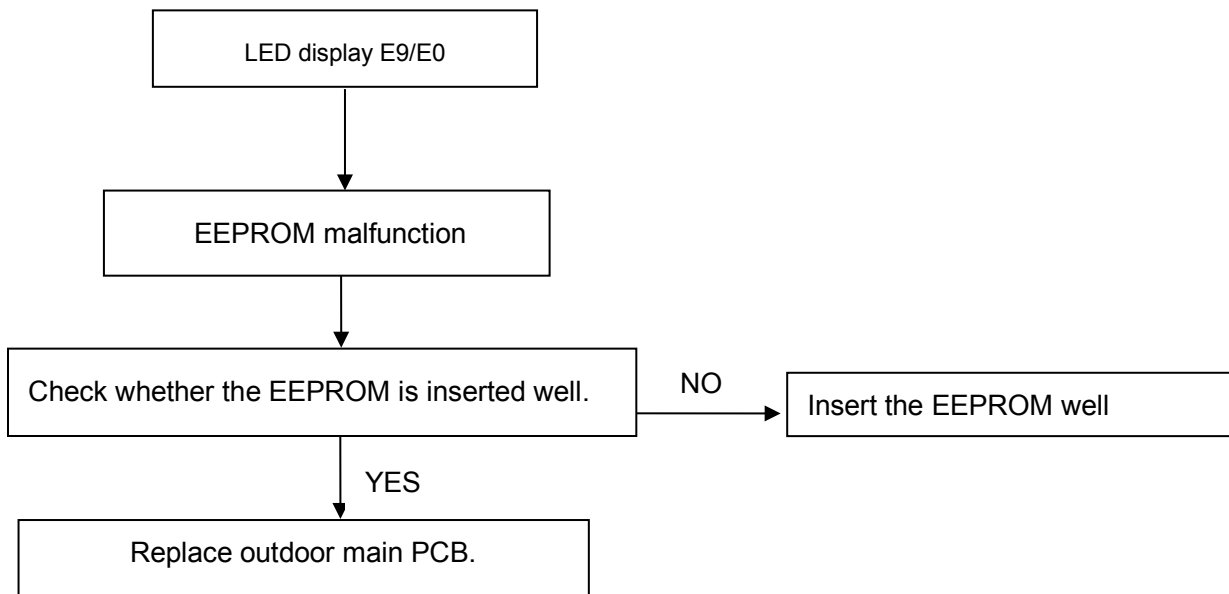 LED display E9/E0
EEPROM malfunction
Check whether the EEPROM is inserted well.
NO
Insert the EEPROM well
YES
Replace outdoor main PCB.